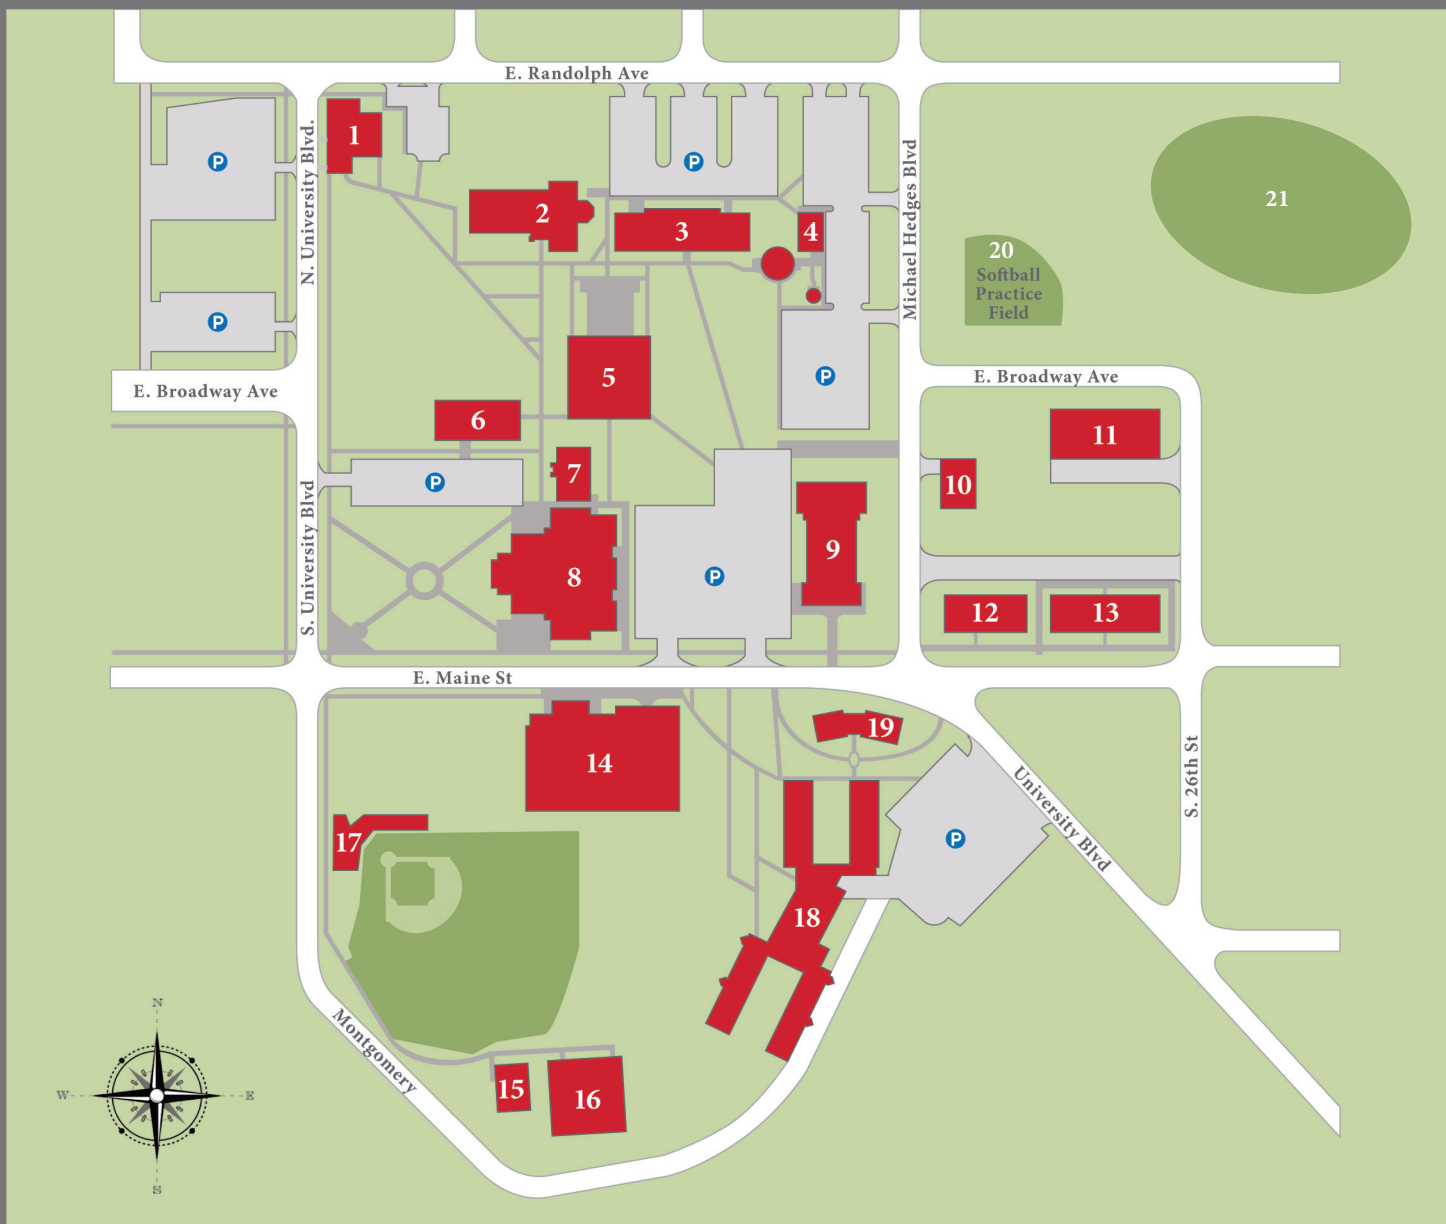 E. Randolph Ave
N. University Blvd.
Michael Hedges Blvd
1
P
P
2
3
4
21
20
Softball
Practice
Field
P
5
P
E. Broadway Ave
E. Broadway Ave
6
11
7
P
10
S. University Blvd
8
P
9
12
13
E. Maine St
14
19
University Blvd
S. 26th St
17
P
18
Montgomery
15
16
N
W
E
S